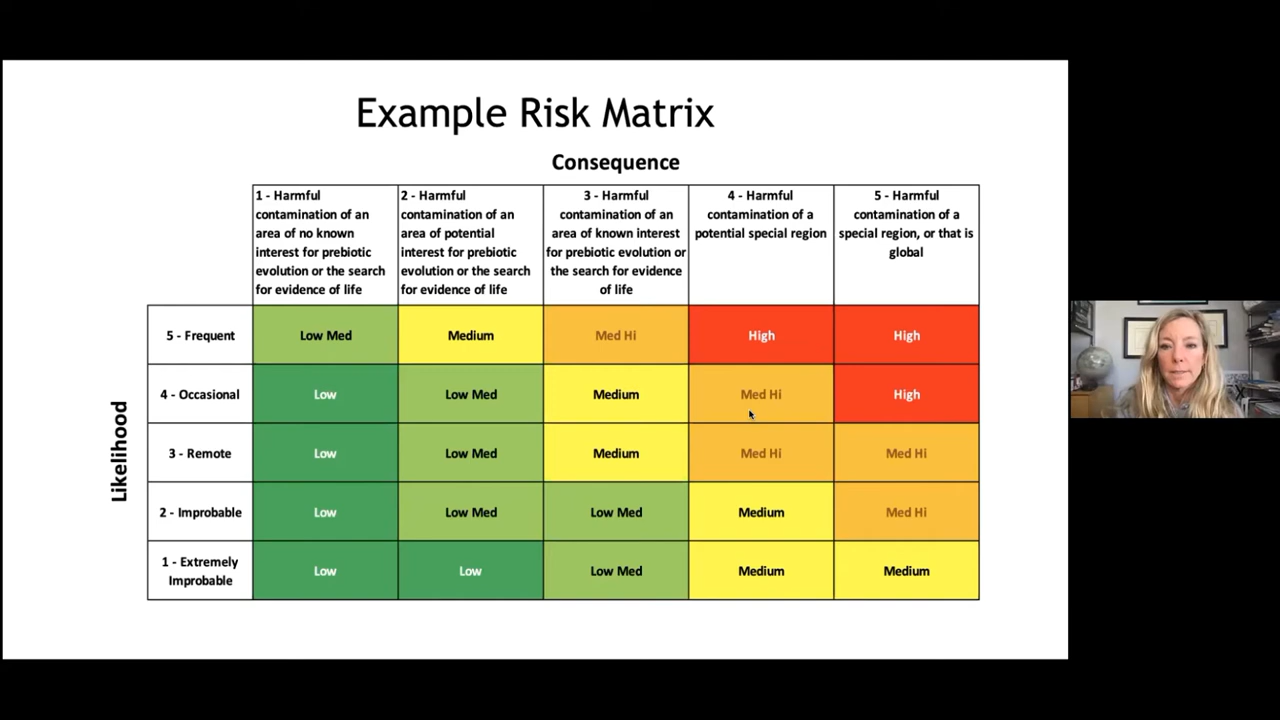 Example Risk Matrix
Consequence
1 - Harmful
contamination of an
area of no known
interest for prebiotic
evolution or the search
for evidence of life
2 - Harmful
contamination of an
area of potential
interest for prebiotic
evolution or the search
for evidence of life
3 - Harmful
contamination of an
area of known interest
for prebiotic evolution or
the search for evidence
of life
4 - Harmful
contamination of a
potential special region
5 - Harmful
contamination of a
special region, or that is
global
Likelihood
5 - Frequent
Low Med
Medium
Med Hi
High
High
4 - Occasional
Low
Low Med
Medium
Med Hi
High
3 - Remote
Low
Low Med
Medium
Med Hi
Med Hi
2 - Improbable
Low
Low Med
Low Med
Medium
Med Hi
1 - Extremely
Improbable
Low
Low
Low Med
Medium
Medium